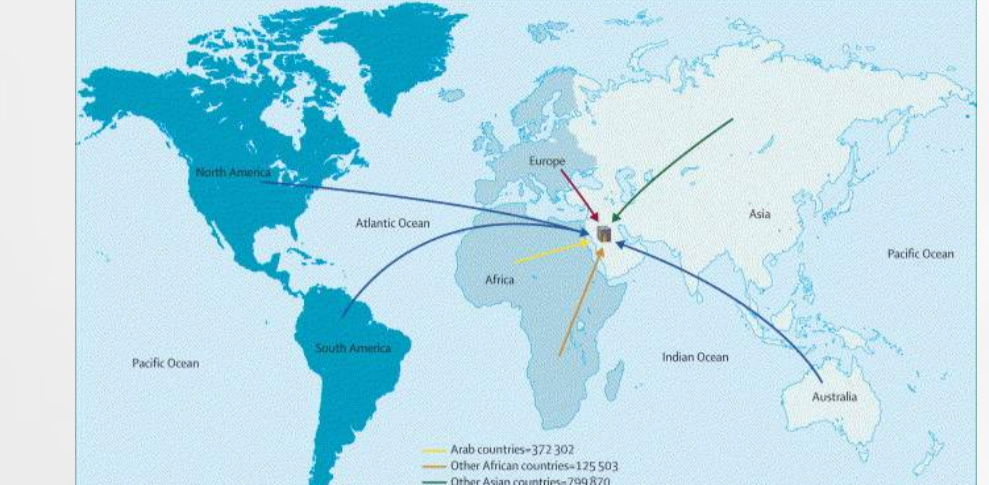 North America
Europe
Atlantic Ocean
Asia
Africa
Pacific Ocean
South America
Pacific Ocean
Indian Ocean
Australia
Arab countries=372 302
Other African countries=125 503
Other Asian countries=799 870